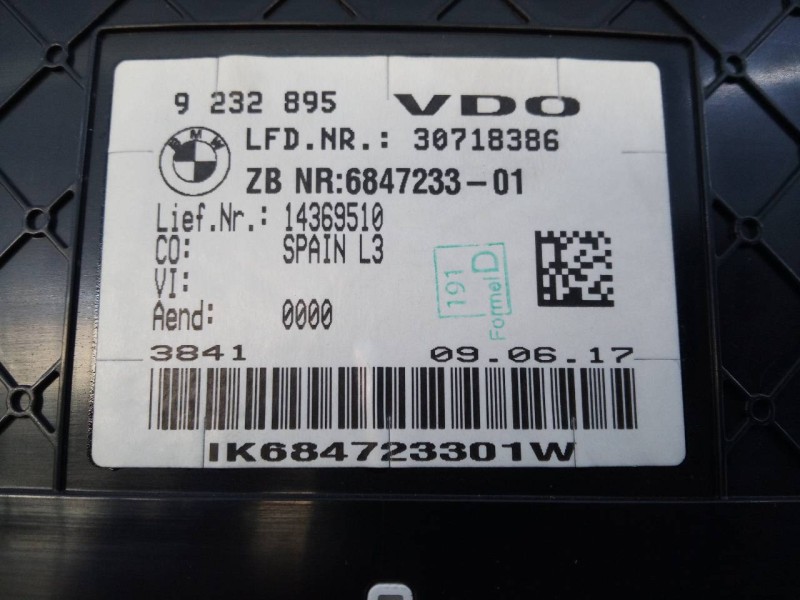 9 232 895 VDO
BMW
LFD.NR.: 30718386
ZB NR:6847233-01
Lief.Nr.: 14369510
CO: SPAIN L3
VI:
Aend: 0000
191
Formel D
3841 09.06.17
IK684723301W